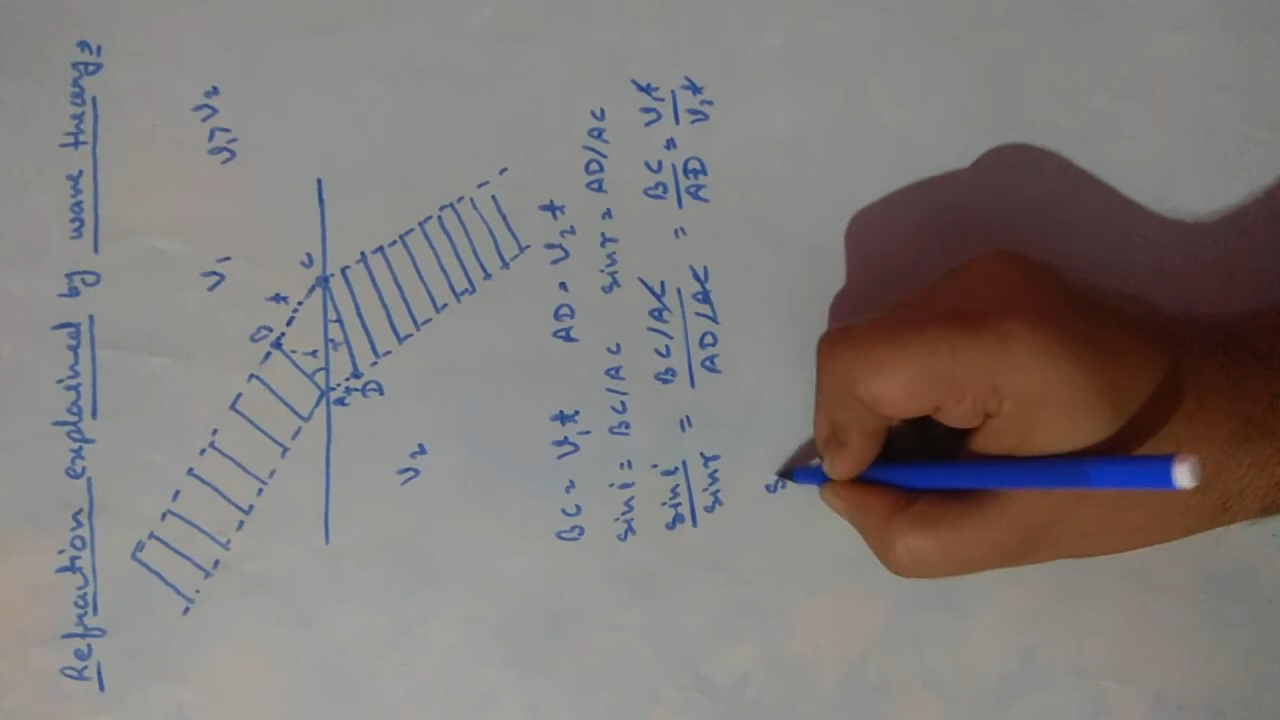 Refraction explained by wave theory:
v₁ > v₂
v₁
B t C
i
r
A
D
v₂
BC = v₁t AD = v₂t
sin i = BC/AC sin r = AD/AC
sin i / sin r = BC/AC / AD/AC = BC / AD = v₁t / v₂t
s